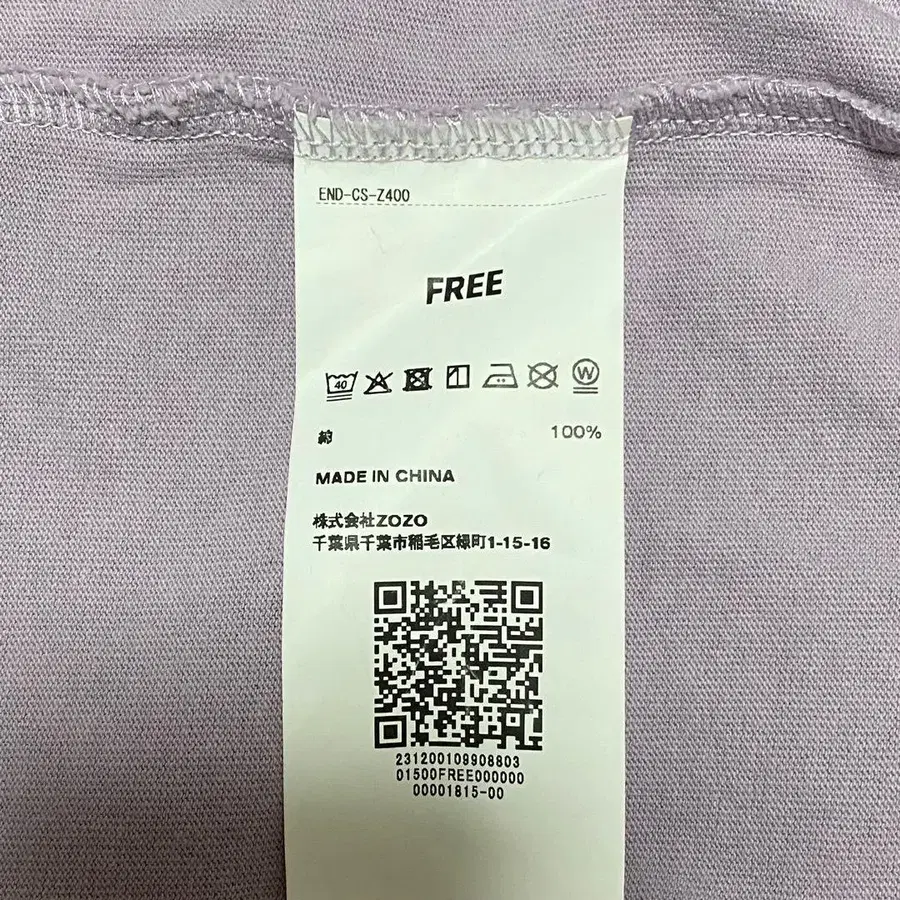 END-CS-Z400
FREE
40 W
綿 100%
MADE IN CHINA
株式会社ZOZO
千葉県千葉市稲毛区緑町1-15-16
231200109908803
01500FREE000000
00001815-00